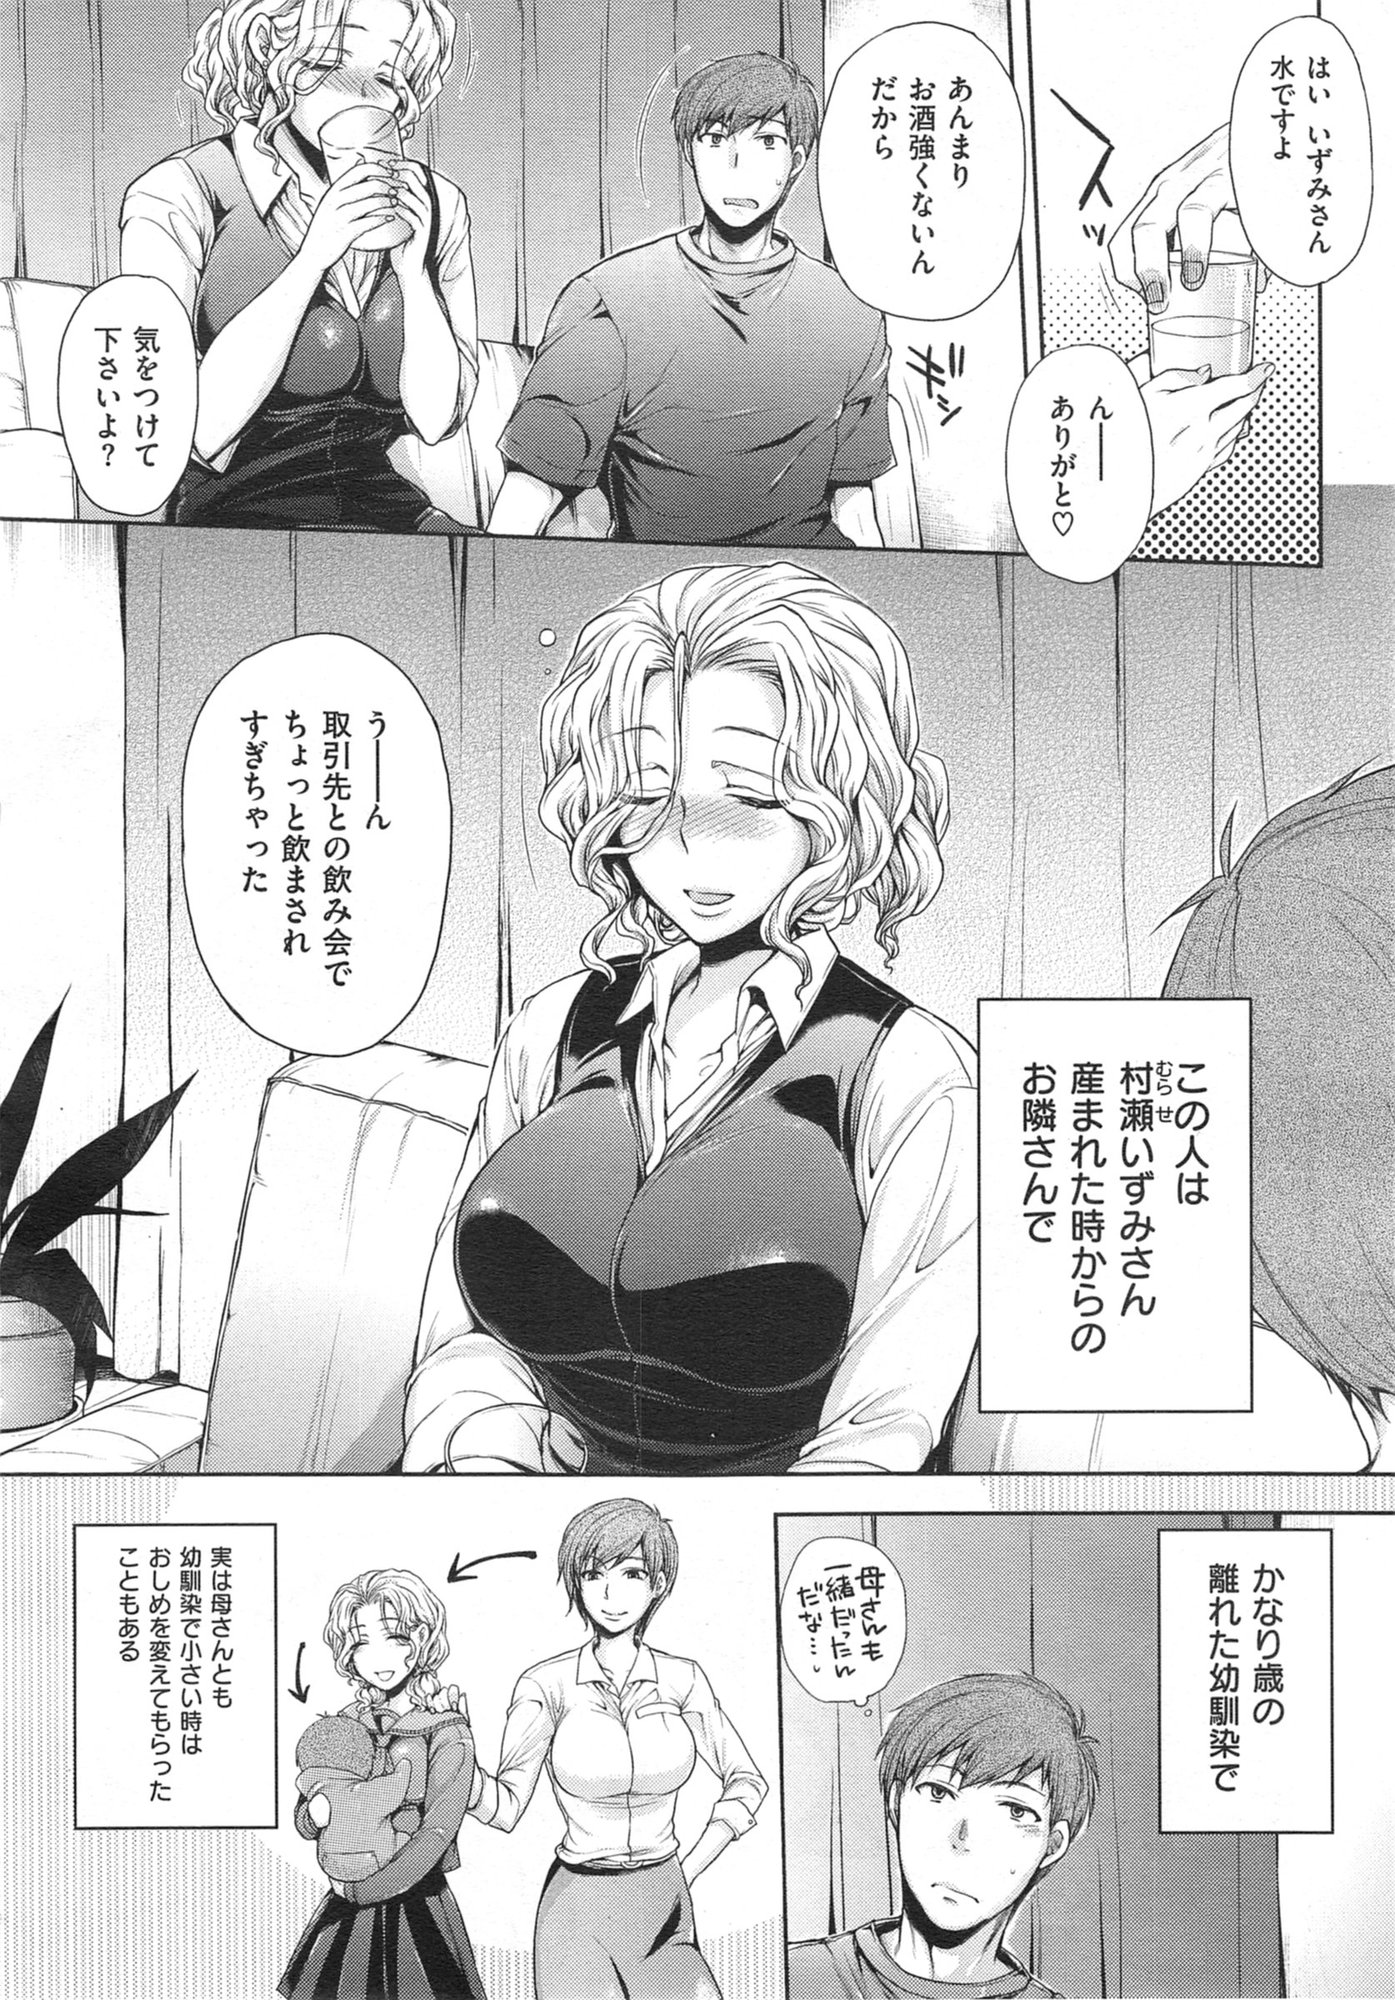 はい いずみさん
水ですよ
スッ
んー
ありがと♡
あんまり
お酒強くないん
だから
ギシッ
気をつけて
下さいよ？
うーーん
取引先との飲み会で
ちょっと飲まされ
すぎちゃった
この人は
村瀬いずみさん
むらせ
産まれた時からの
お隣さんで
かなり歳の
離れた幼馴染で
母さんも
一緒だったん
だな…
実は母さんとも
幼馴染で小さい時は
おしめを変えてもらった
こともある